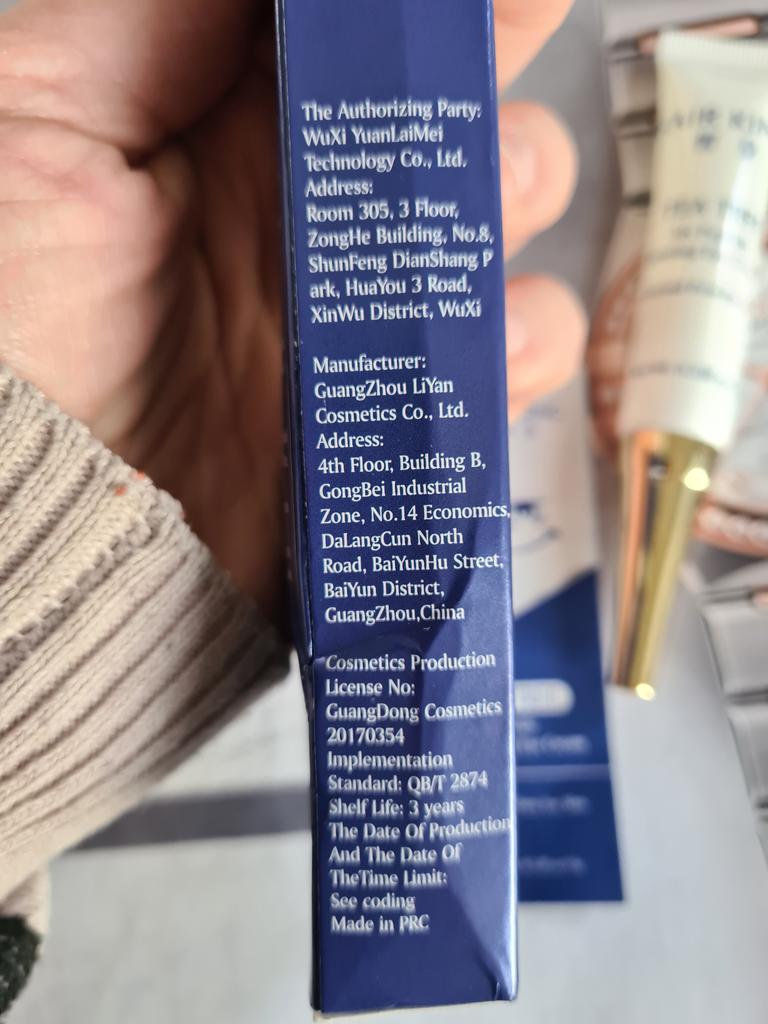 The Authorizing Party:
WuXi YuanLaiMei
Technology Co., Ltd.
Address:
Room 305, 3 Floor,
ZongHe Building, No.8,
ShunFeng DianShang P
ark, HuaYou 3 Road,
XinWu District, WuXi
Manufacturer:
GuangZhou LiYan
Cosmetics Co., Ltd.
Address:
4th Floor, Building B,
GongBei Industrial
Zone, No.14 Economics,
DaLangCun North
Road, BaiYunHu Street,
BaiYun District,
GuangZhou,China
Cosmetics Production
License No:
GuangDong Cosmetics
20170354
Implementation
Standard: QB/T 2874
Shelf Life: 3 years
The Date Of Production
And The Date Of
TheTime Limit:
See coding
Made in PRC